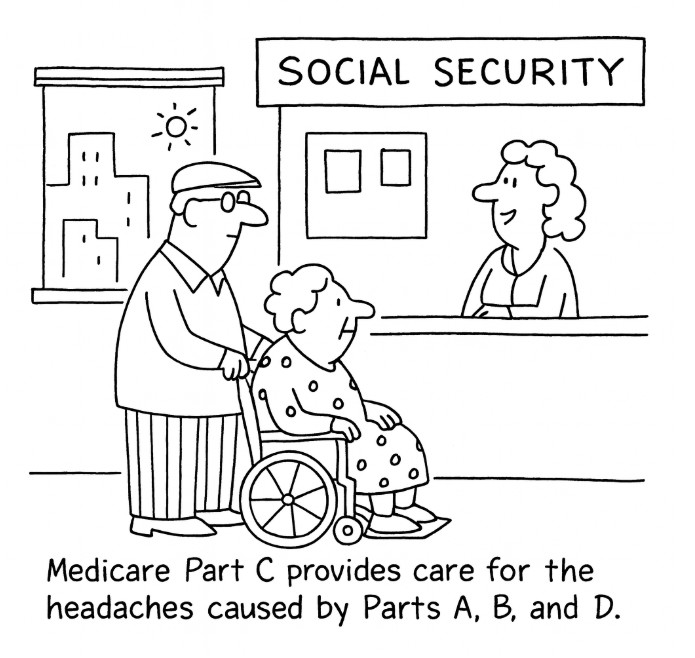 SOCIAL SECURITY
Medicare Part C provides care for the
headaches caused by Parts A, B, and D.